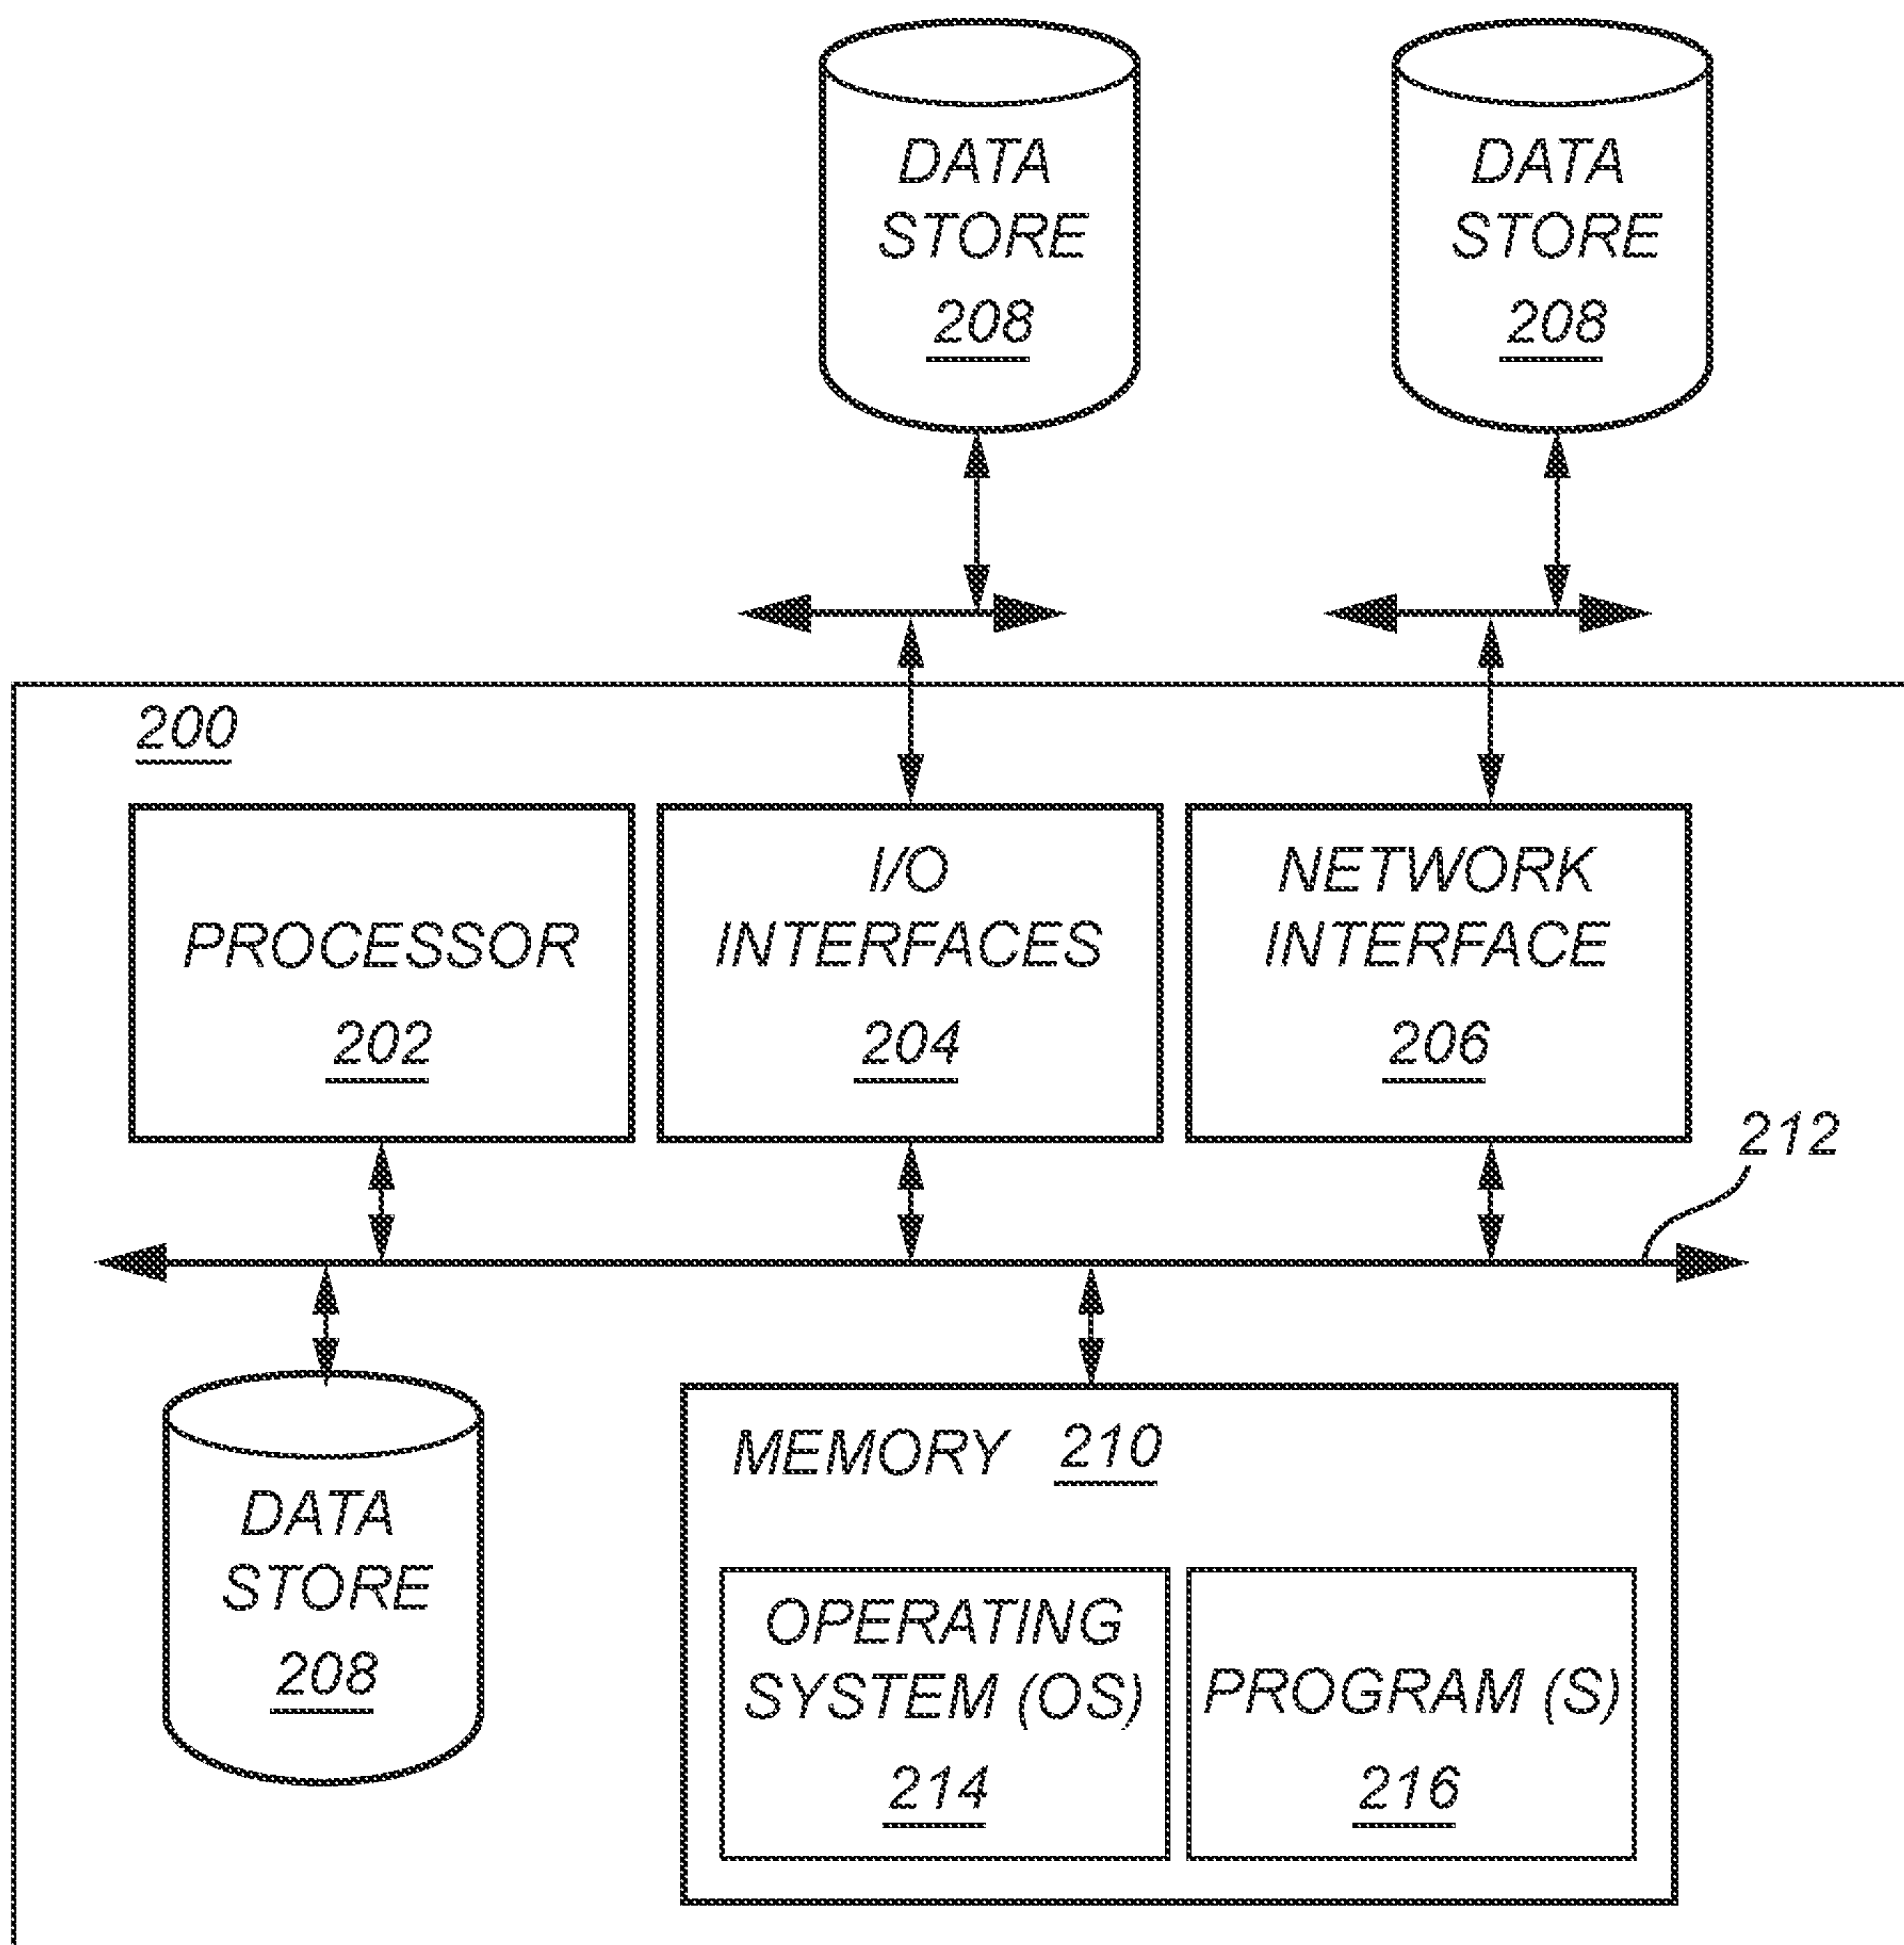 DATA
STORE
208
DATA
STORE
208
200
PROCESSOR
202
I/O
INTERFACES
204
NETWORK
INTERFACE
206
212
DATA
STORE
208
MEMORY 210
OPERATING
SYSTEM (OS)
214
PROGRAM (S)
216